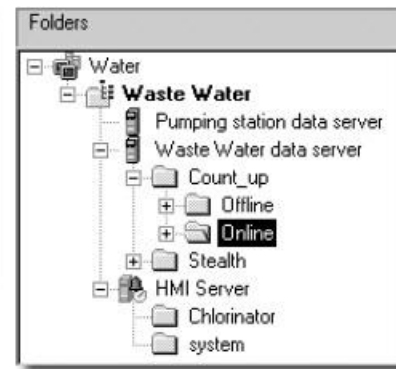 Folders
Water
Waste Water
Pumping station data server
Waste Water data server
Count_up
Offline
Online
Stealth
HMI Server
Chlorinator
system